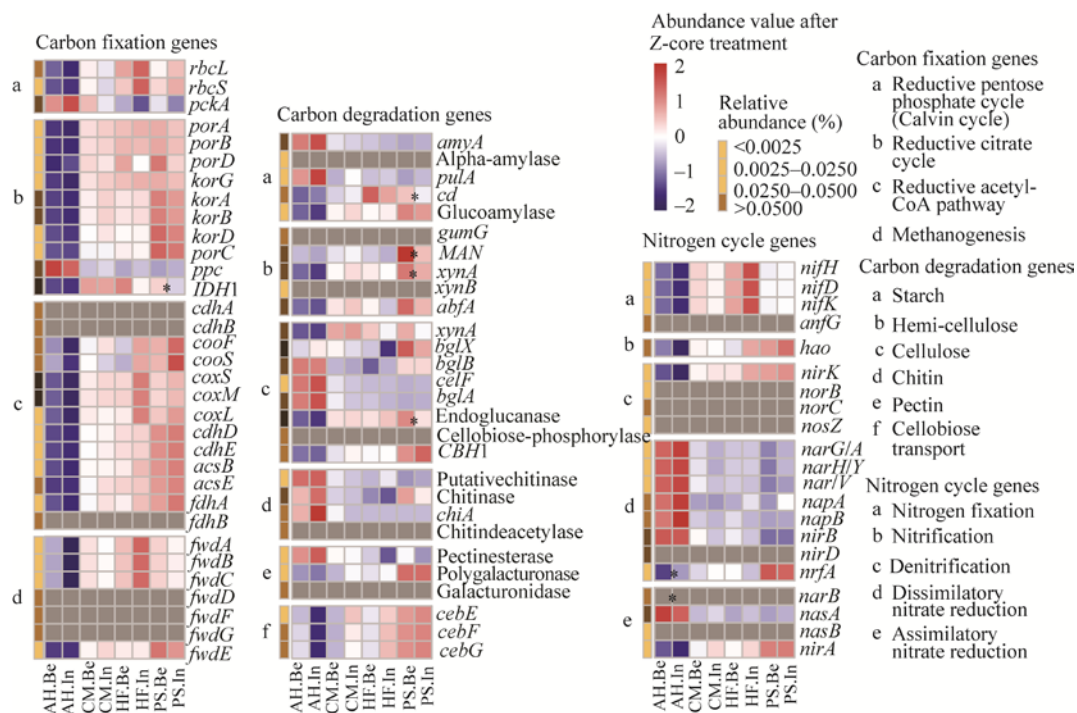 Carbon fixation genes
a
rbcL
rbcS
pckA
b
porA
porB
porD
korG
korA
korB
korD
porC
ppc
IDH1
*
c
cdhA
cdhB
cooF
cooS
coxS
coxM
coxL
cdhD
cdhE
acsB
acsE
fdhA
fdhB
d
fwdA
fwdB
fwdC
fwdD
fwdF
fwdG
fwdE
AH.Be
AH.In
CM.Be
CM.In
HF.Be
HF.In
PS.Be
PS.In
Carbon degradation genes
a
amyA
Alpha-amylase
pulA
cd
*
Glucoamylase
b
gumG
MAN
*
xynA
*
xynB
abfA
c
xynA
bglX
bglB
celF
bglA
Endoglucanase
*
Cellobiose-phosphorylase
CBH1
d
Putativechitinase
Chitinase
chiA
Chitindeacetylase
e
Pectinesterase
Polygalacturonase
Galacturonidase
f
cebE
cebF
cebG
AH.Be
AH.In
CM.Be
CM.In
HF.Be
HF.In
PS.Be
PS.In
Abundance value after
Z-core treatment
2
1
0
−1
−2
Relative
abundance (%)
<0.0025
0.0025–0.0250
0.0250–0.0500
>0.0500
Nitrogen cycle genes
a
nifH
nifD
nifK
anfG
b
hao
c
nirK
norB
norC
nosZ
d
narG/A
narH/Y
narI/V
napA
napB
nirB
nirD
nrfA
*
e
narB
*
nasA
nasB
nirA
AH.Be
AH.In
CM.Be
CM.In
HF.Be
HF.In
PS.Be
PS.In
Carbon fixation genes
a Reductive pentose
phosphate cycle
(Calvin cycle)
b Reductive citrate
cycle
c Reductive acetyl-
CoA pathway
d Methanogenesis
Carbon degradation genes
a Starch
b Hemi-cellulose
c Cellulose
d Chitin
e Pectin
f Cellobiose
transport
Nitrogen cycle genes
a Nitrogen fixation
b Nitrification
c Denitrification
d Dissimilatory
nitrate reduction
e Assimilatory
nitrate reduction